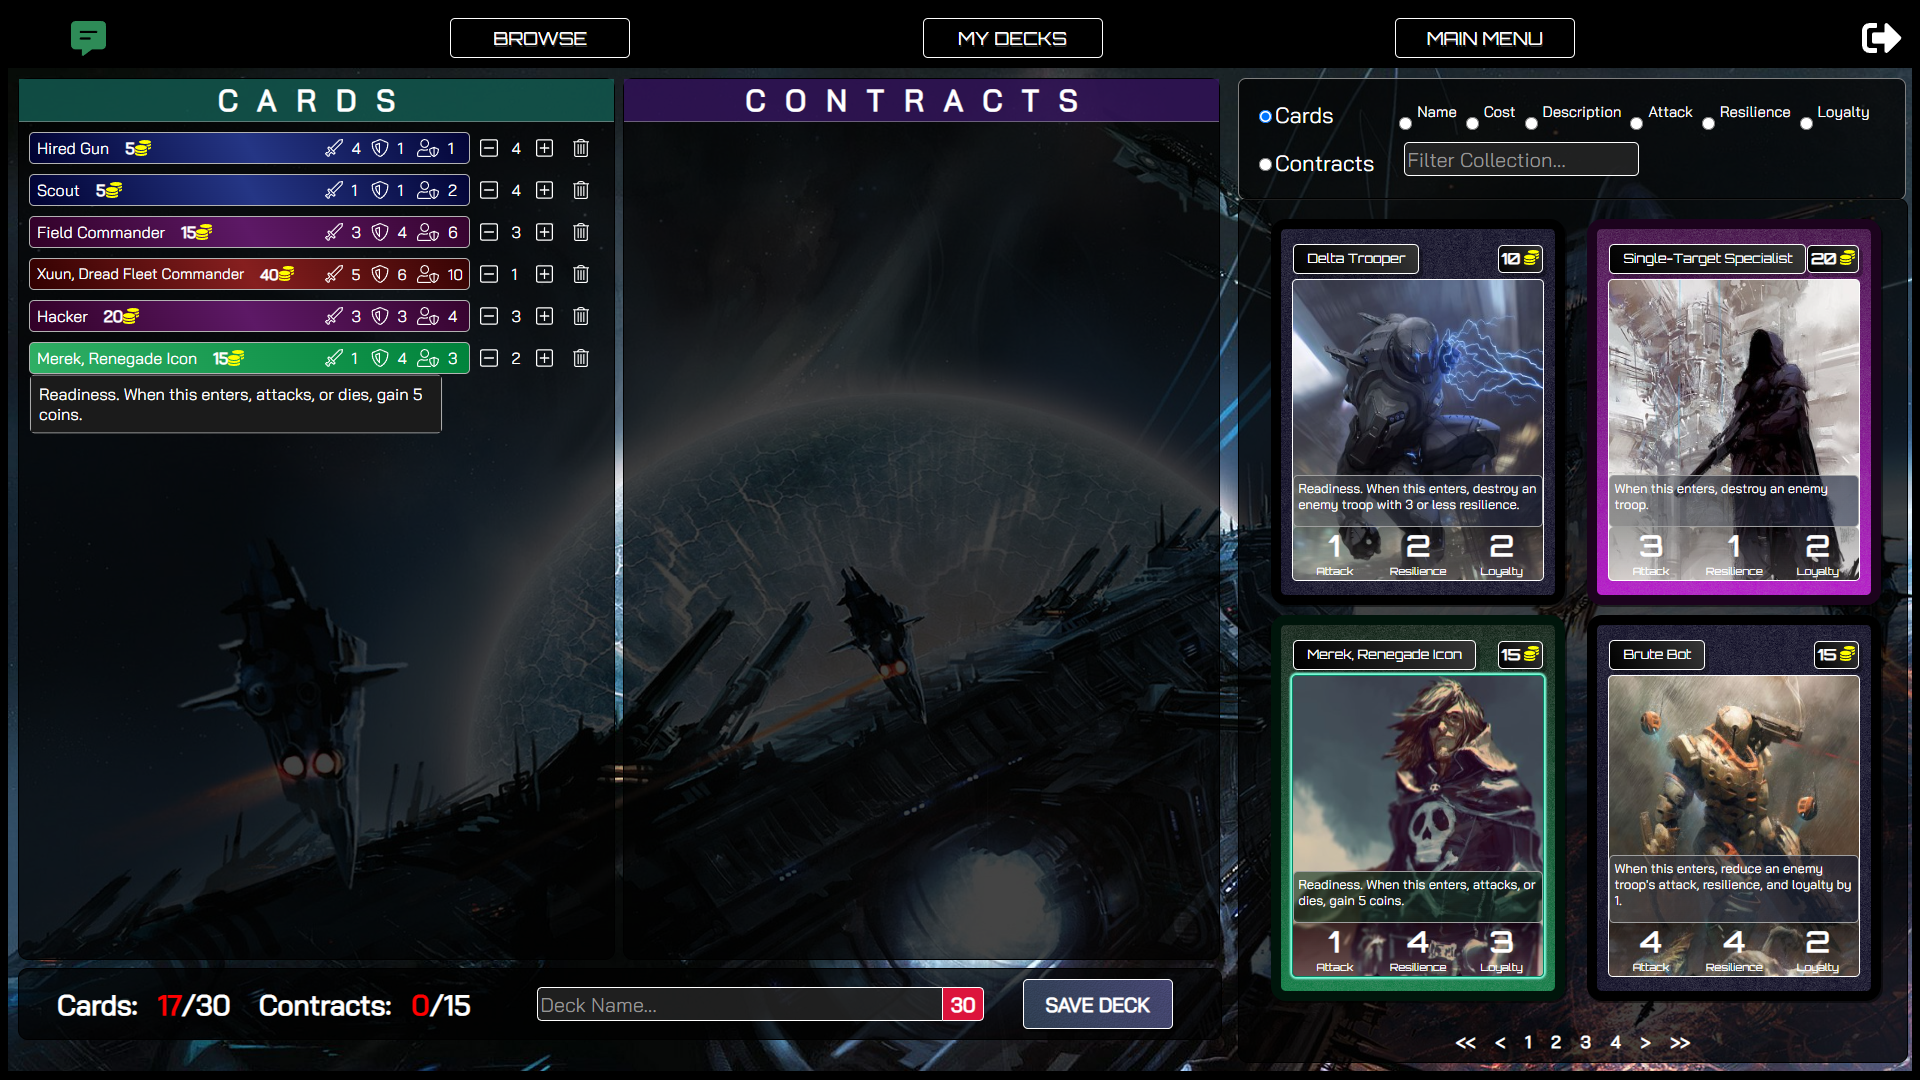 BROWSE
MY DECKS
MAIN MENU
CARDS
Hired Gun 5 4 1 1 4
Scout 5 1 1 2 4
Field Commander 15 3 4 6 3
Xuun, Dread Fleet Commander 40 5 6 10 1
Hacker 20 3 3 4 3
Merek, Renegade Icon 15 1 4 3 2
Readiness. When this enters, attacks, or dies, gain 5
coins.
CONTRACTS
Cards
Contracts
Name Cost Description Attack Resilience Loyalty
Filter Collection...
Delta Trooper 10
Readiness. When this enters, destroy an
enemy troop with 3 or less resilience.
1 2 2
Attack Resilience Loyalty
Single-Target Specialist 20
When this enters, destroy an enemy
troop.
3 1 2
Attack Resilience Loyalty
Merek, Renegade Icon 15
Readiness. When this enters, attacks, or
dies, gain 5 coins.
1 4 3
Attack Resilience Loyalty
Brute Bot 15
When this enters, reduce an enemy
troop's attack, resilience, and loyalty by
1.
4 4 2
Attack Resilience Loyalty
<< < 1 2 3 4 > >>
Cards: 17/30 Contracts: 0/15
Deck Name... 30
SAVE DECK